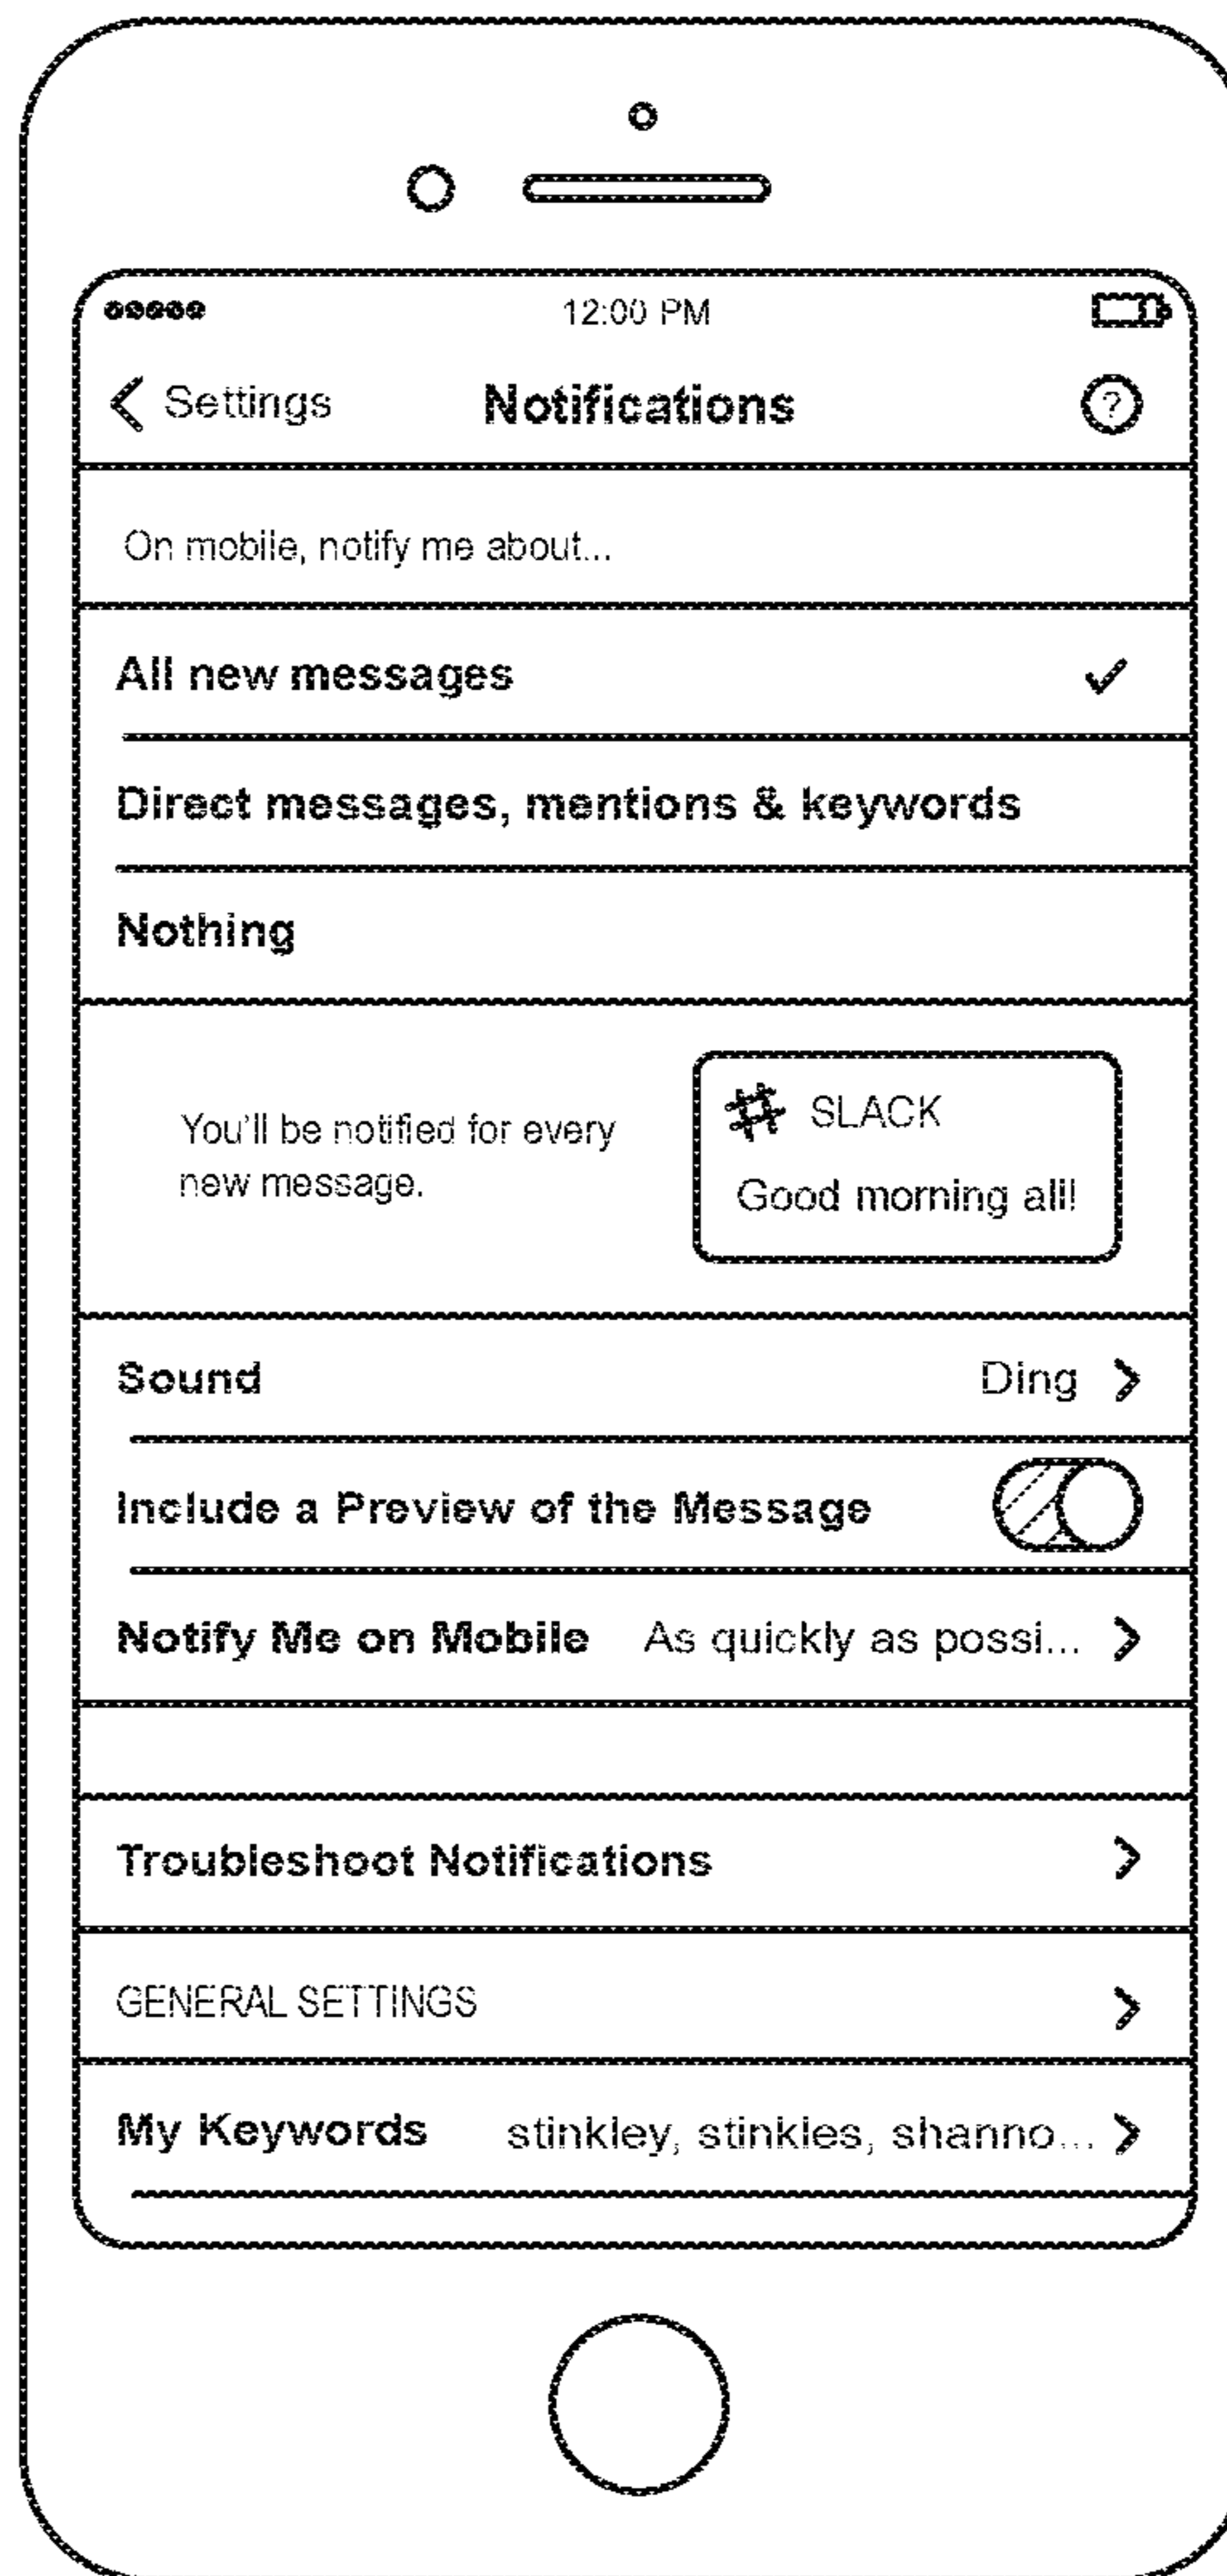 12:00 PM
Settings Notifications ?
On mobile, notify me about...
All new messages
Direct messages, mentions & keywords
Nothing
You'll be notified for every
new message.
SLACK
Good morning all!
Sound Ding
Include a Preview of the Message
Notify Me on Mobile As quickly as possi...
Troubleshoot Notifications
GENERAL SETTINGS
My Keywords stinkley, stinkles, shanno...